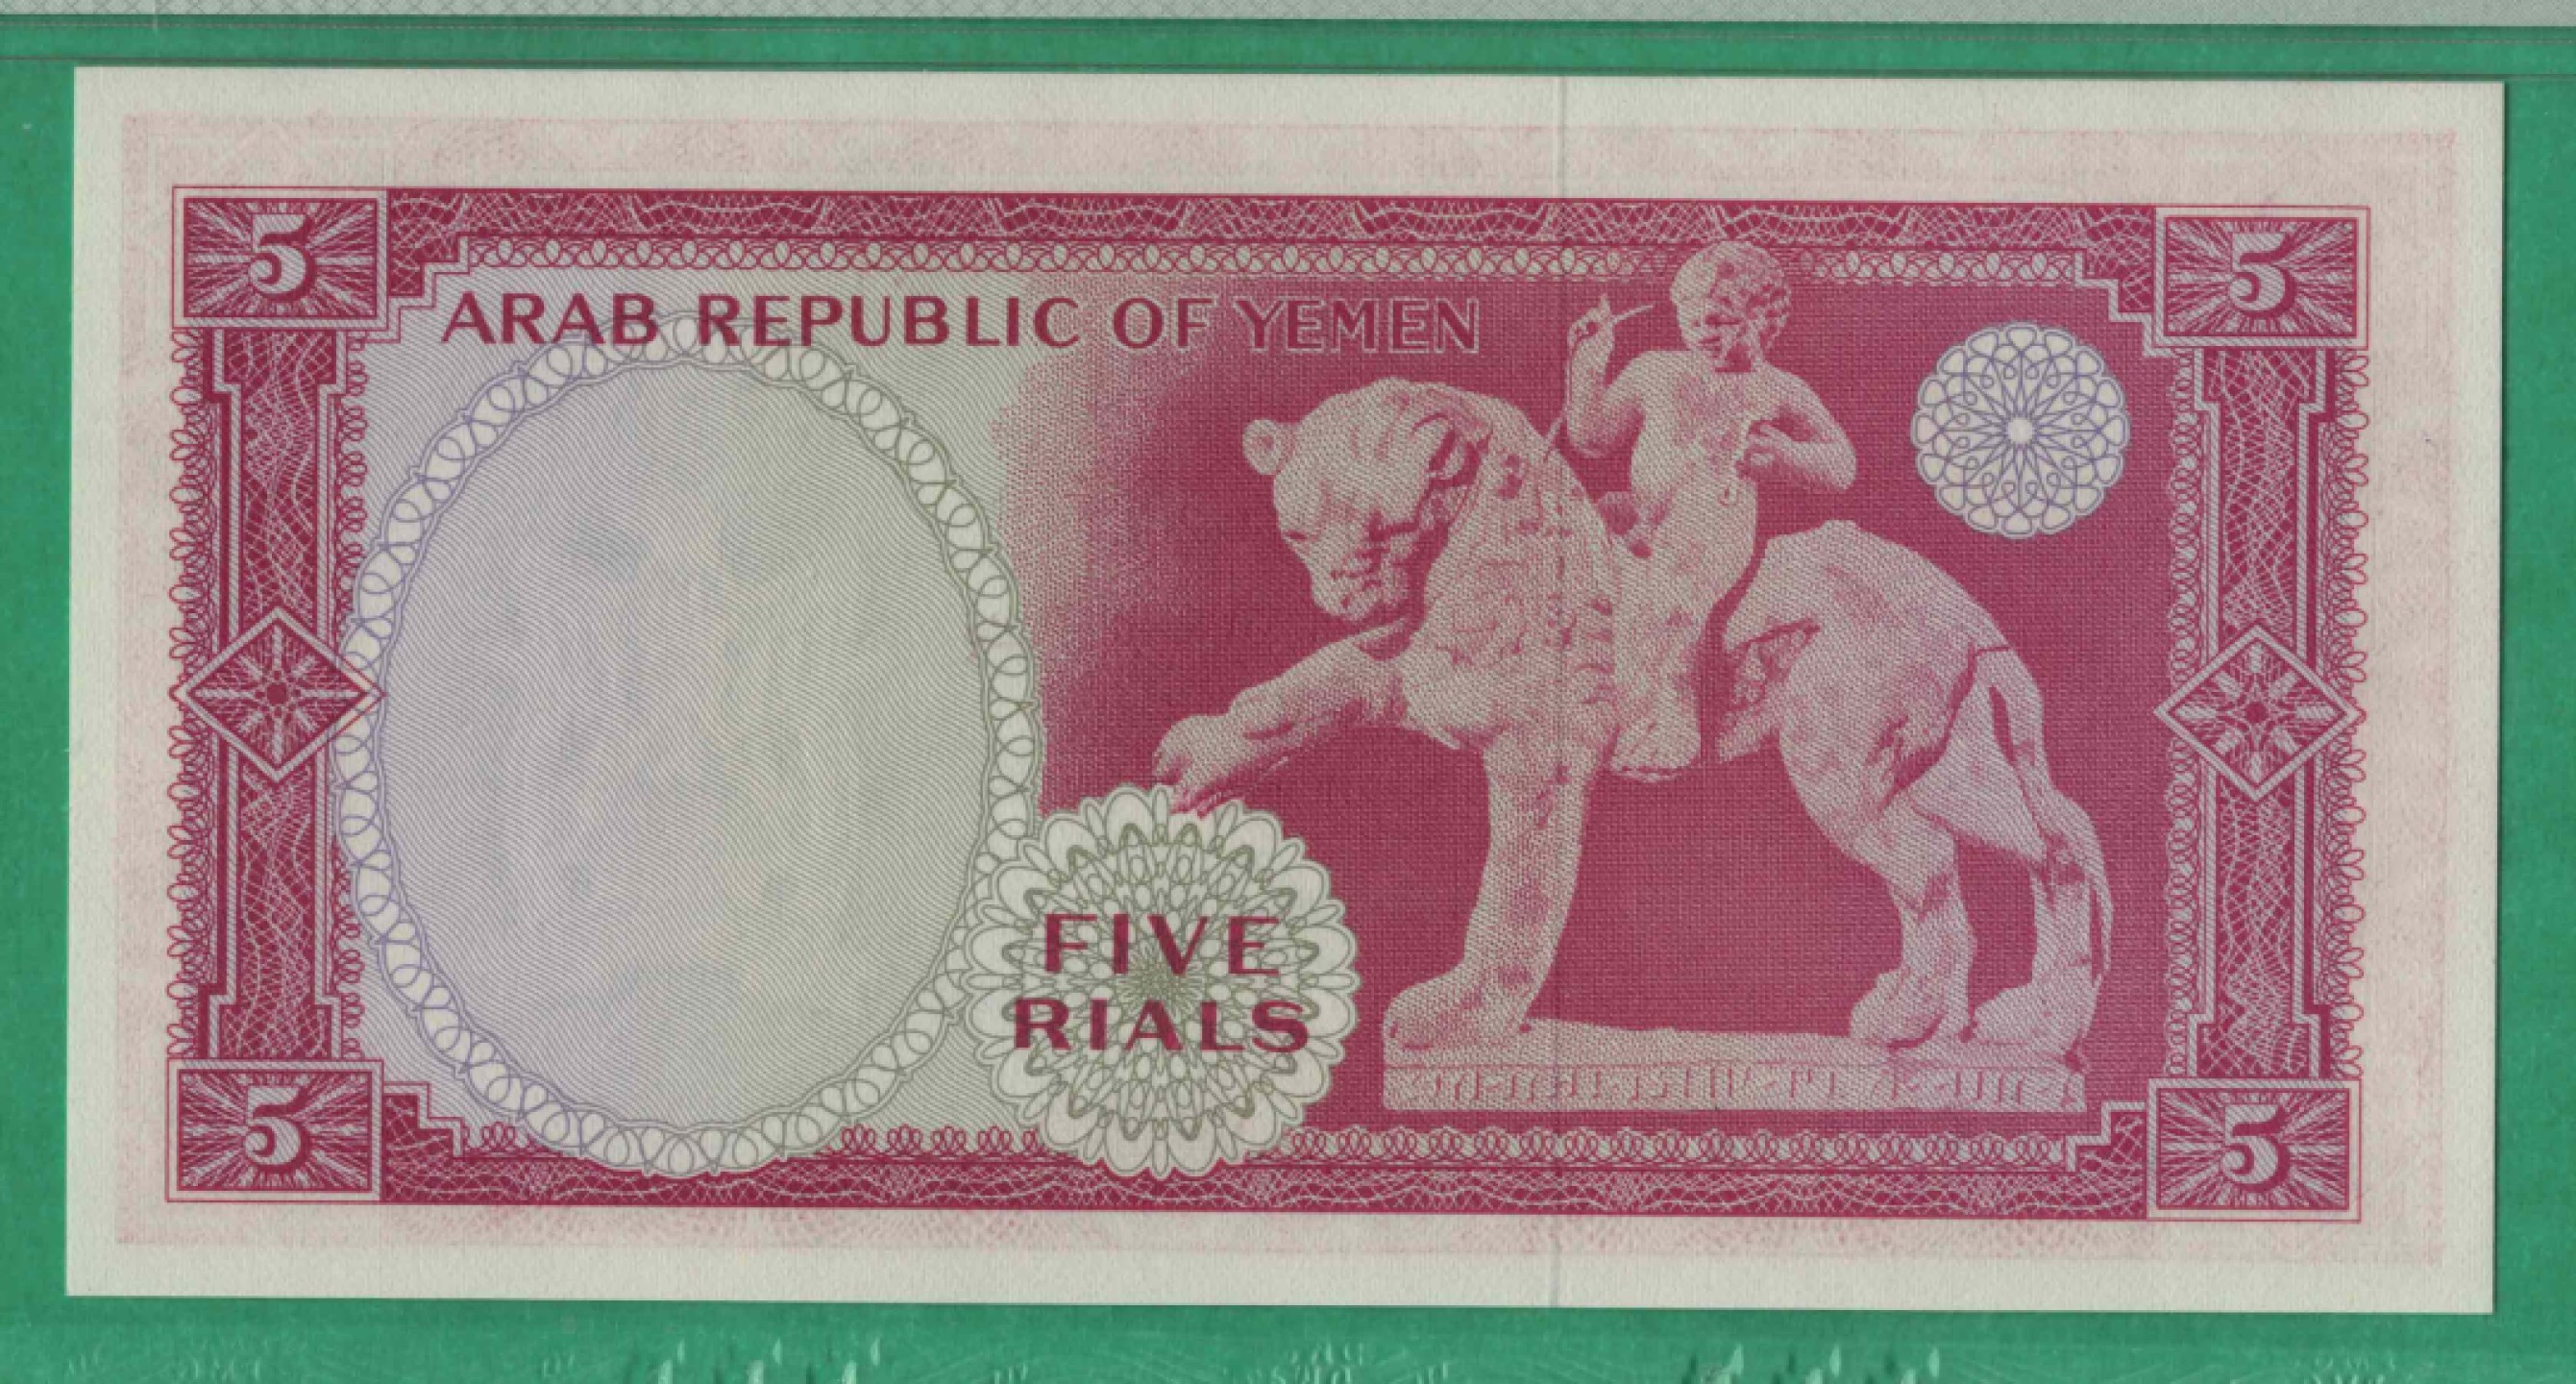 5 5
ARAB REPUBLIC OF YEMEN
FIVE
RIALS
5 5